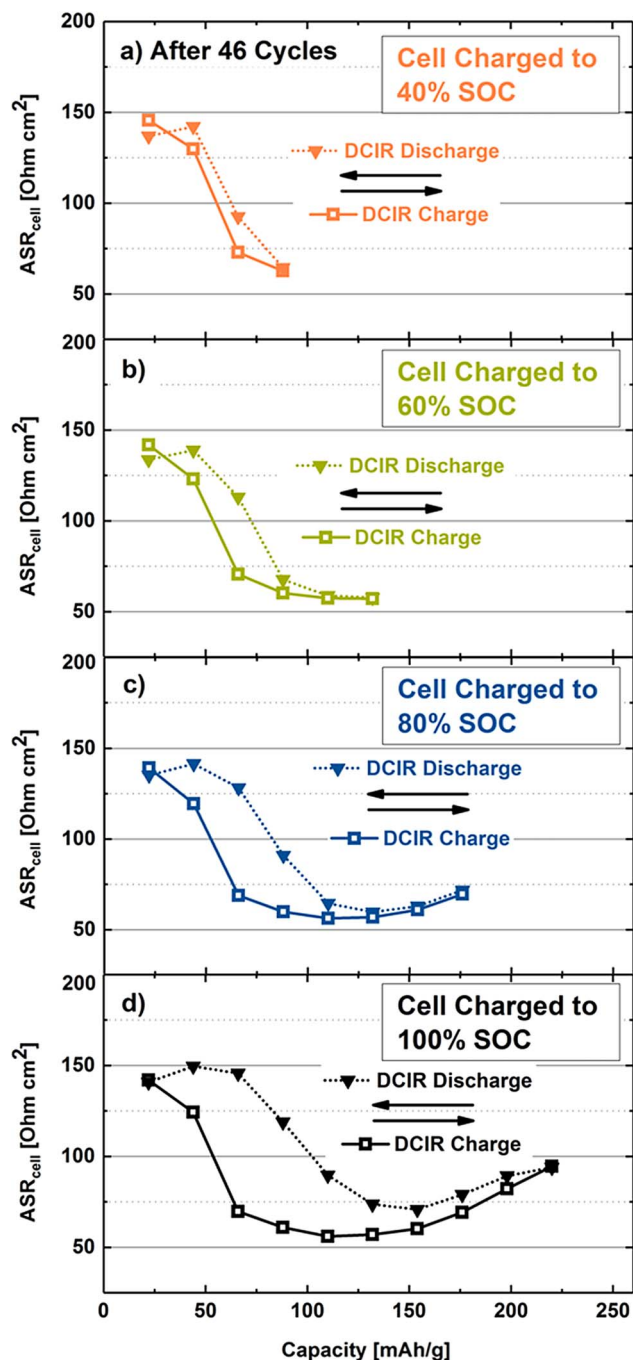 200
a) After 46 Cycles
Cell Charged to
40% SOC
150
DCIR Discharge
100
DCIR Charge
50
ASRcell [Ohm cm2]
200
b)
Cell Charged to
60% SOC
150
DCIR Discharge
100
DCIR Charge
50
ASRcell [Ohm cm2]
200
c)
Cell Charged to
80% SOC
150
DCIR Discharge
100
DCIR Charge
50
ASRcell [Ohm cm2]
200
d)
Cell Charged to
100% SOC
150
DCIR Discharge
100
DCIR Charge
50
ASRcell [Ohm cm2]
0 50 100 150 200 250
Capacity [mAh/g]